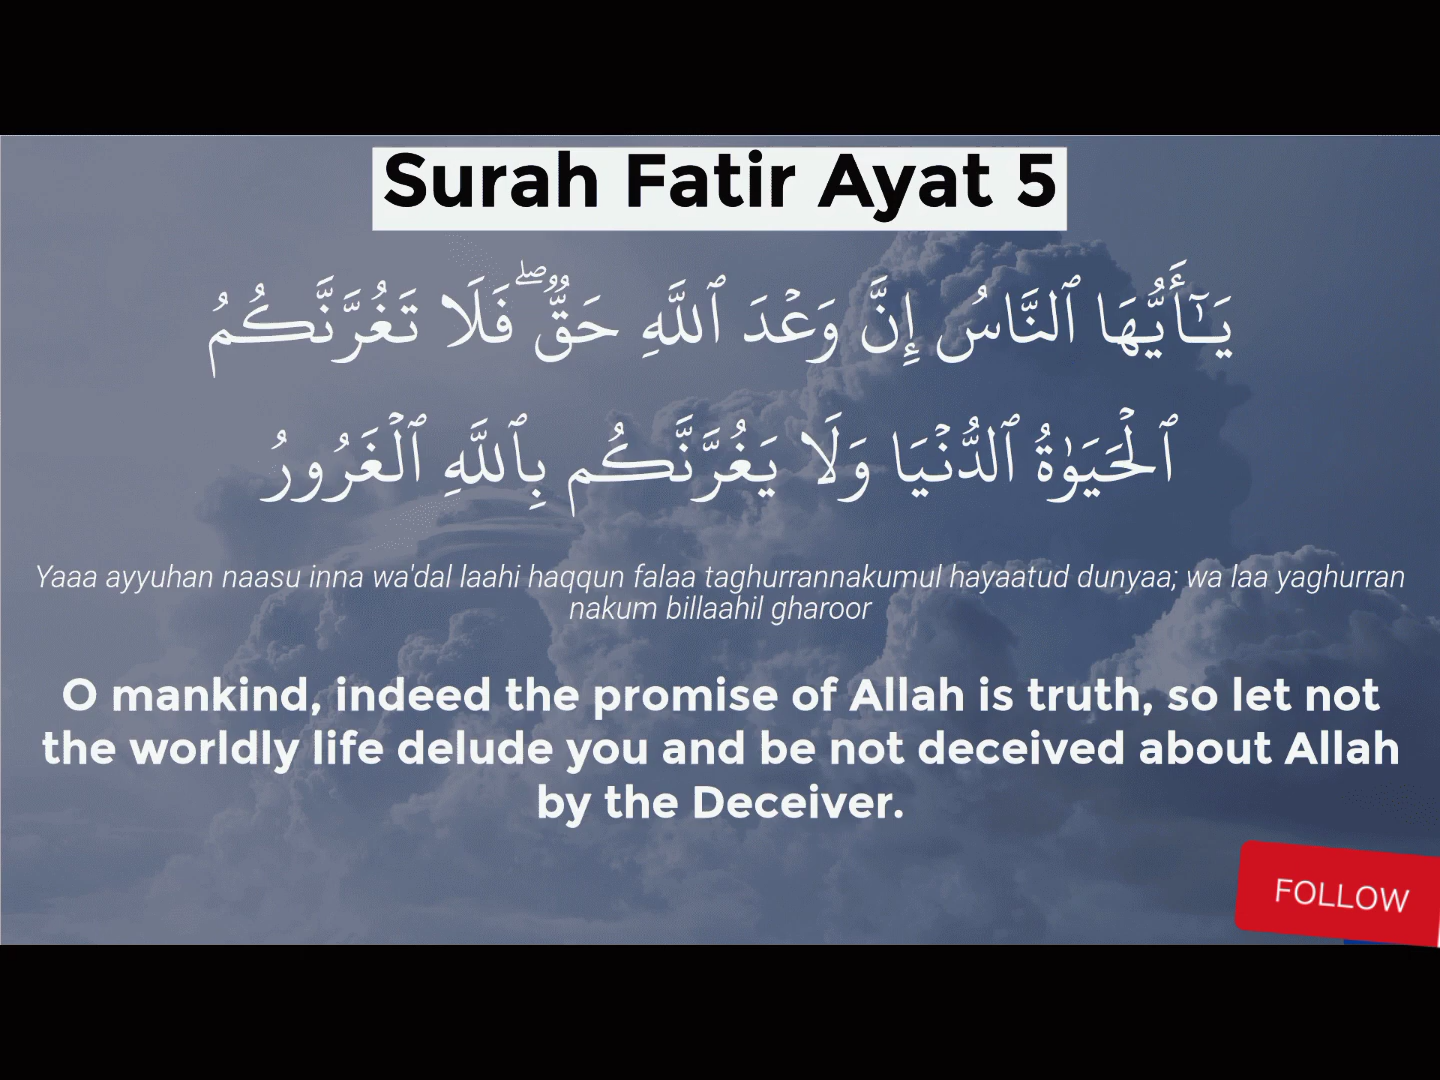 Surah Fatir Ayat 5
يَـٰٓأَيُّهَا ٱلنَّاسُ إِنَّ وَعْدَ ٱللَّهِ حَقٌّۖ فَلَا تَغُرَّنَّكُمُ
ٱلْحَيَوٰةُ ٱلدُّنْيَا وَلَا يَغُرَّنَّكُم بِٱللَّهِ ٱلْغَرُورُ
Yaaa ayyuhan naasu inna wa'dal laahi haqqun falaa taghurrannakumul hayaatud dunyaa; wa laa yaghurran
nakum billaahil gharoor
O mankind, indeed the promise of Allah is truth, so let not
the worldly life delude you and be not deceived about Allah
by the Deceiver.
FOLLOW